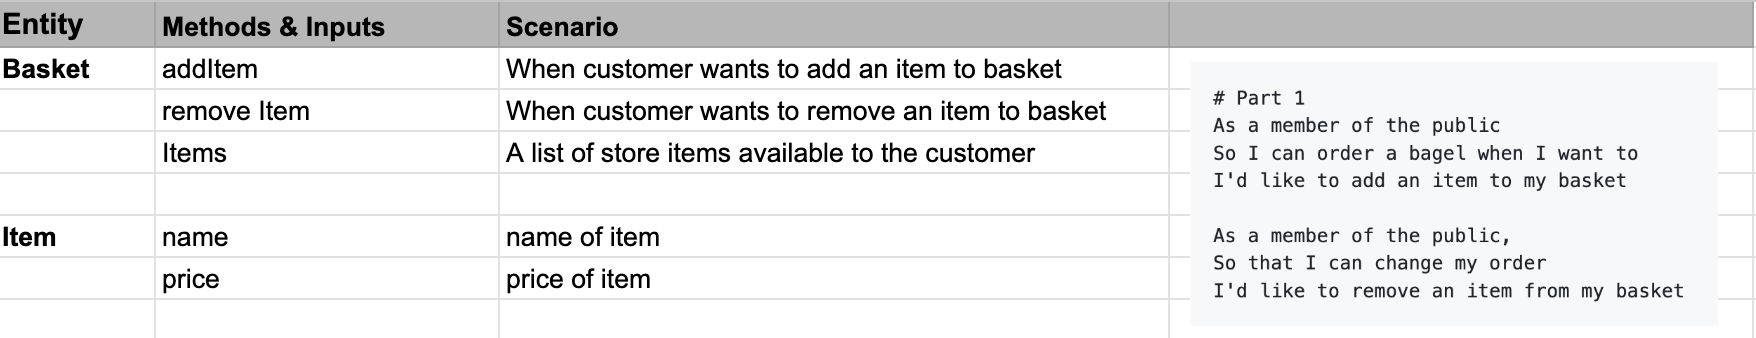 Entity Methods & Inputs Scenario
Basket addItem When customer wants to add an item to basket
remove Item When customer wants to remove an item to basket
Items A list of store items available to the customer
Item name name of item
price price of item
# Part 1
As a member of the public
So I can order a bagel when I want to
I'd like to add an item to my basket
As a member of the public,
So that I can change my order
I'd like to remove an item from my basket